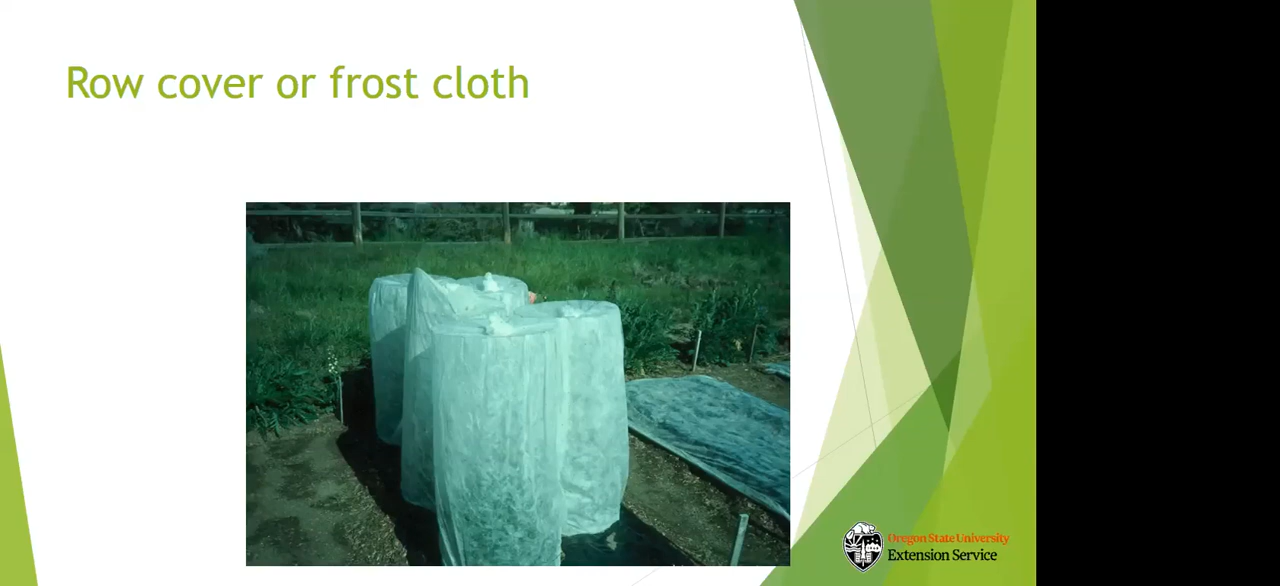 Row cover or frost cloth
Oregon State University
Extension Service